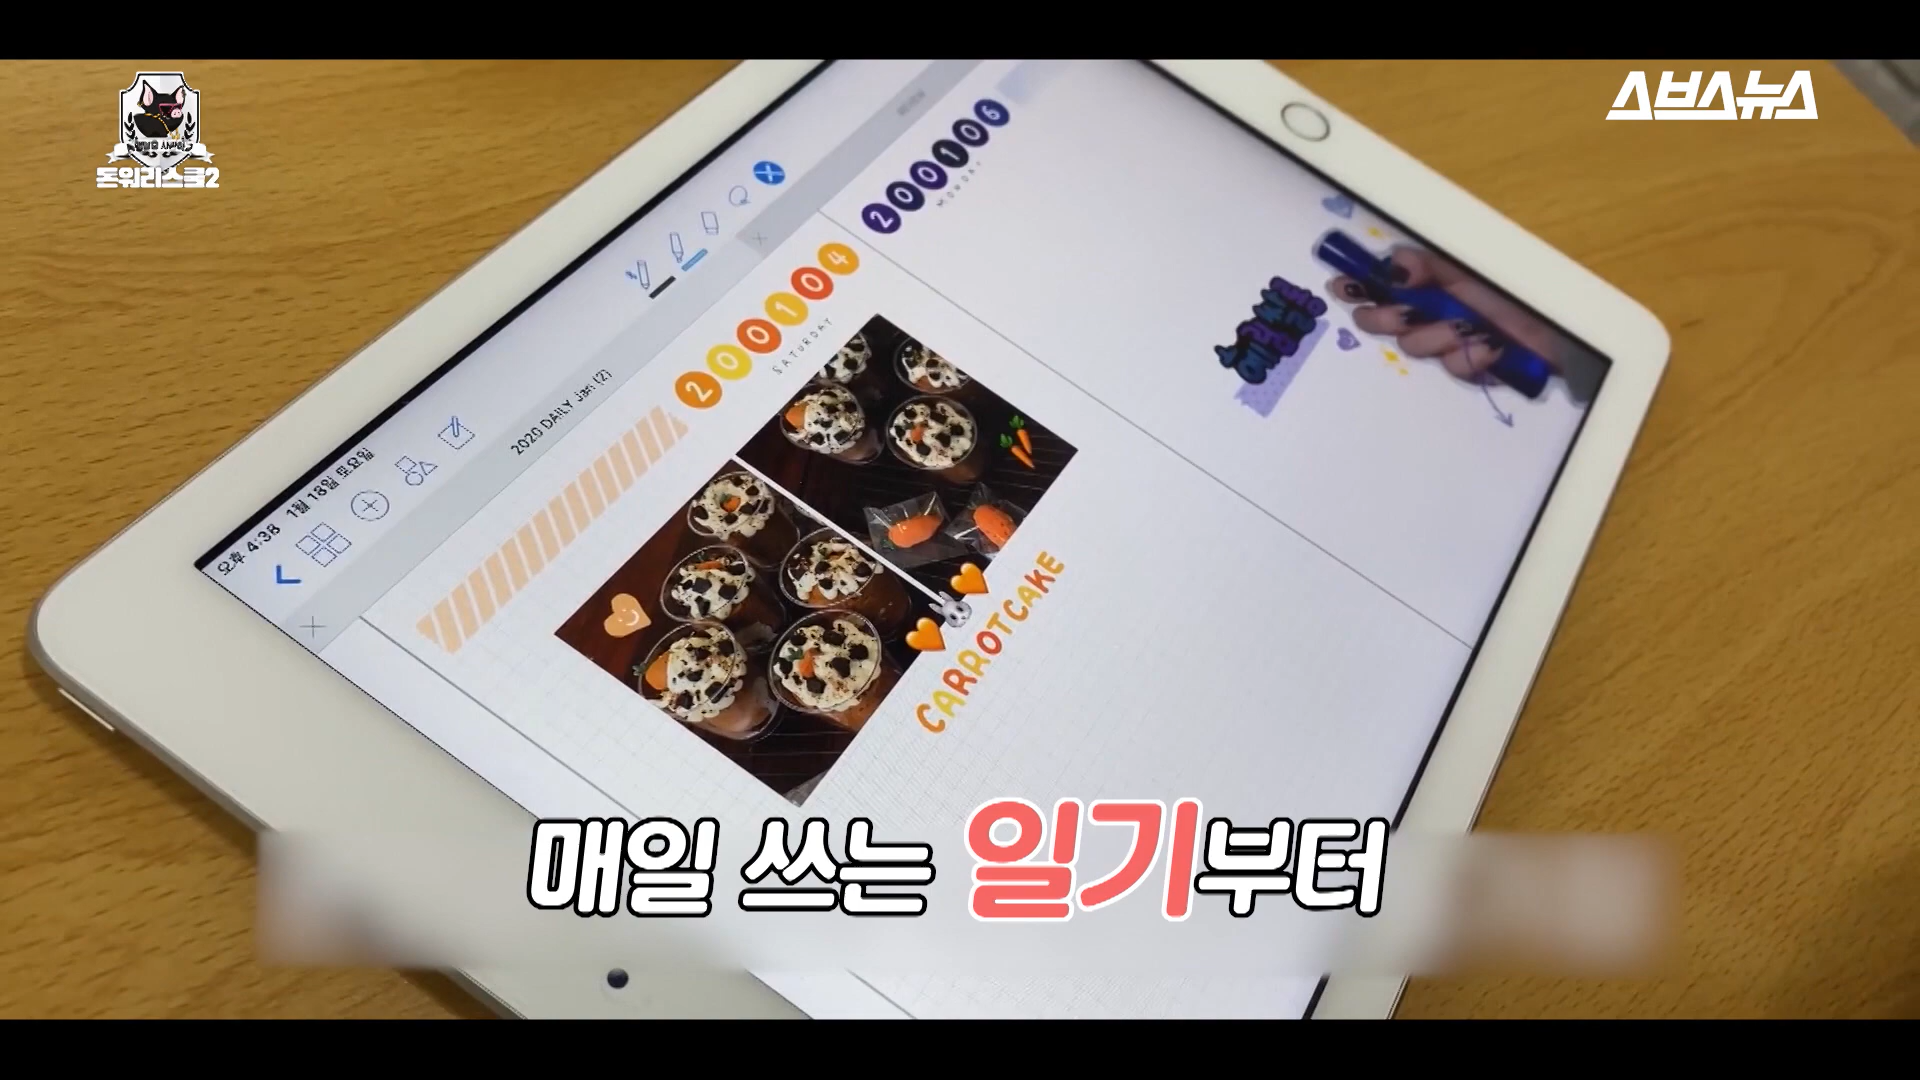 스브스뉴스
돈워리스쿨2
오후 4:38 1월 18일 토요일
2020 DAILY Jan (2)
200104
SATURDAY
200106
MONDAY
CARROTCAKE
매일 쓰는 일기부터